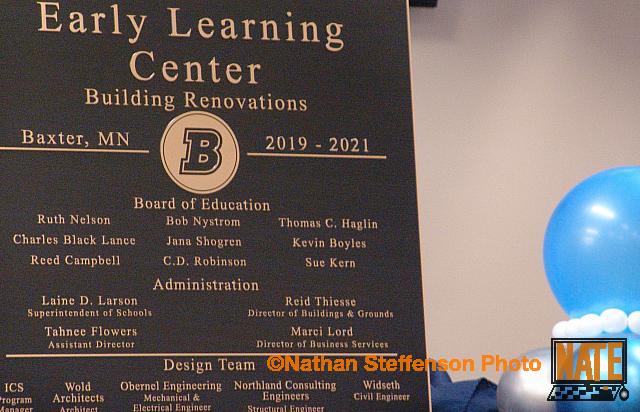 Early Learning
Center
Building Renovations
Baxter, MN
2019 - 2021
B
Board of Education
Ruth Nelson Bob Nystrom Thomas C. Haglin
Charles Black Lance Jana Shogren Kevin Boyles
Reed Campbell C.D. Robinson Sue Kern
Administration
Laine D. Larson Reid Thiesse
Superintendent of Schools Director of Buildings & Grounds
Tahnee Flowers Marci Lord
Assistant Director Director of Business Services
Design Team
©Nathan Steffenson Photo
NATE
ICS Wold Obernel Engineering Northland Consulting Widseth
Program Architects Mechanical & Engineers Civil Engineer
Manager Architect Electrical Engineer Structural Engineer